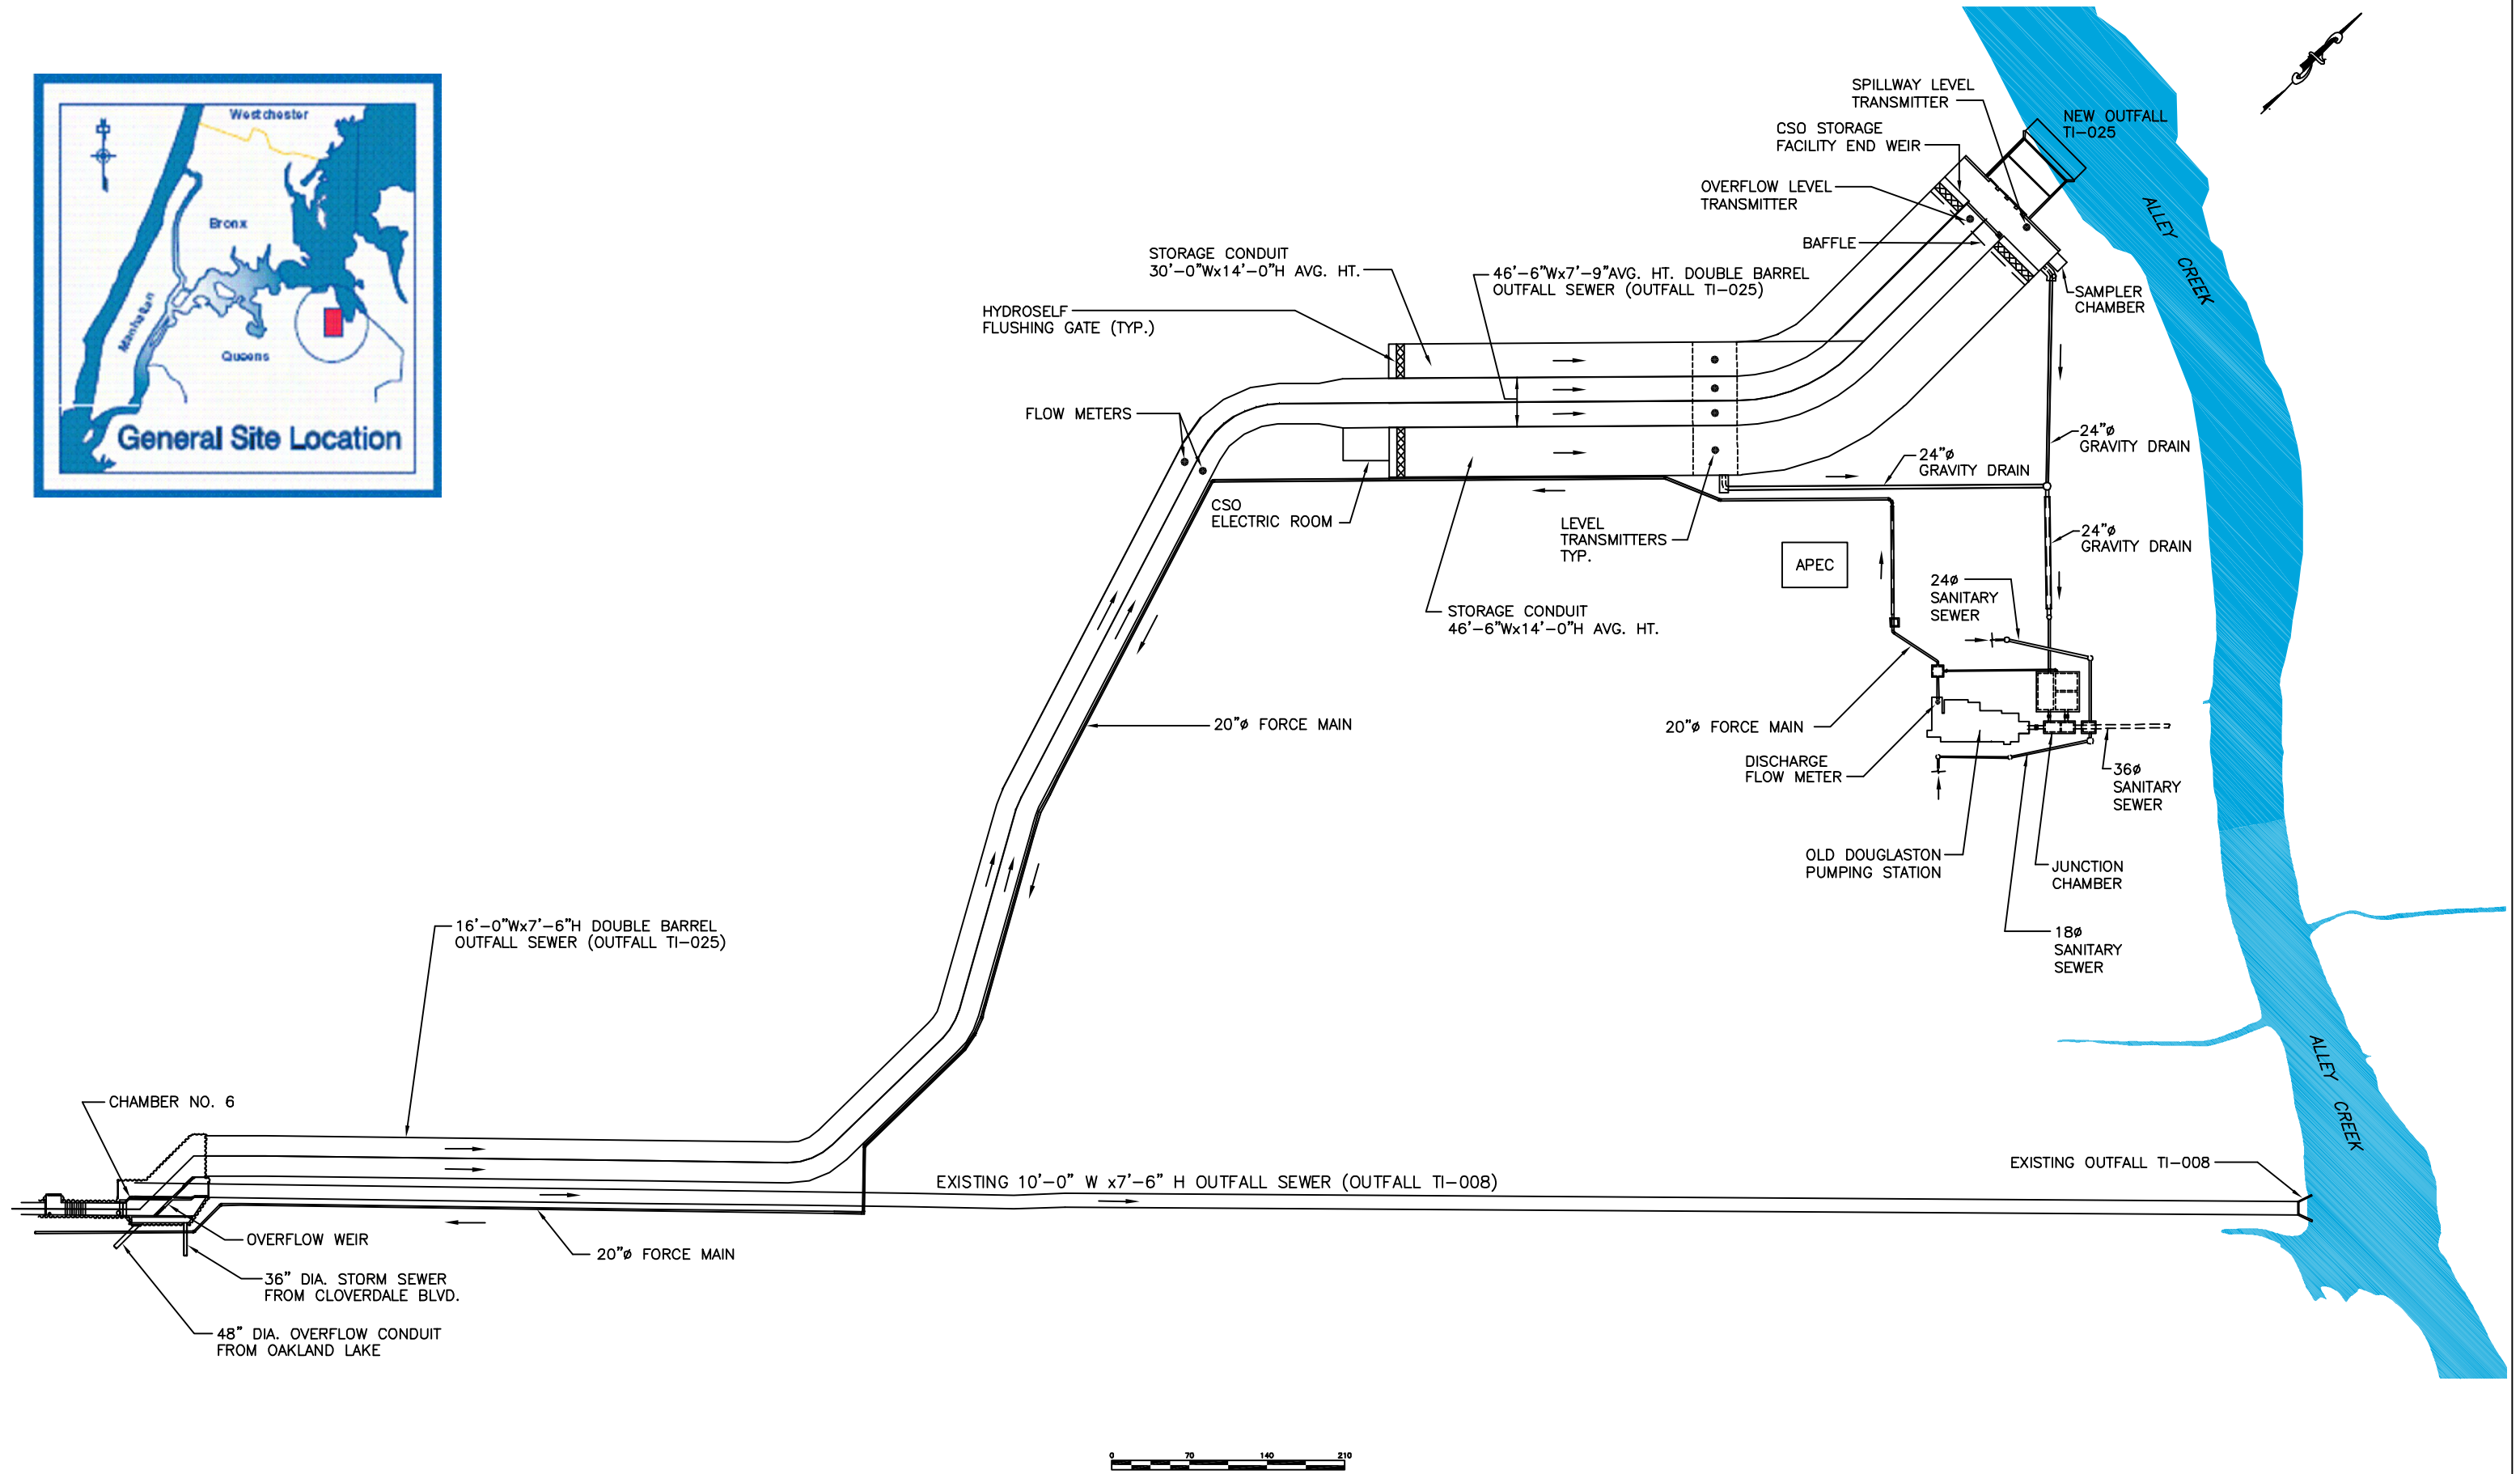 Westchester
Bronx
Manhattan
Queens
General Site Location
SPILLWAY LEVEL
TRANSMITTER
NEW OUTFALL
TI-025
CSO STORAGE
FACILITY END WEIR
OVERFLOW LEVEL
TRANSMITTER
BAFFLE
ALLEY CREEK
SAMPLER
CHAMBER
STORAGE CONDUIT
30'-0"Wx14'-0"H AVG. HT.
46'-6"Wx7'-9"AVG. HT. DOUBLE BARREL
OUTFALL SEWER (OUTFALL TI-025)
HYDROSELF
FLUSHING GATE (TYP.)
FLOW METERS
24"ø
GRAVITY DRAIN
24"ø
GRAVITY DRAIN
CSO
ELECTRIC ROOM
LEVEL
TRANSMITTERS
TYP.
24"ø
GRAVITY DRAIN
APEC
24ø
SANITARY
SEWER
STORAGE CONDUIT
46'-6"Wx14'-0"H AVG. HT.
20"ø FORCE MAIN
20"ø FORCE MAIN
DISCHARGE
FLOW METER
36ø
SANITARY
SEWER
OLD DOUGLASTON
PUMPING STATION
JUNCTION
CHAMBER
18ø
SANITARY
SEWER
16'-0"Wx7'-6"H DOUBLE BARREL
OUTFALL SEWER (OUTFALL TI-025)
ALLEY CREEK
CHAMBER NO. 6
EXISTING 10'-0" W x7'-6" H OUTFALL SEWER (OUTFALL TI-008)
EXISTING OUTFALL TI-008
OVERFLOW WEIR
20"ø FORCE MAIN
36" DIA. STORM SEWER
FROM CLOVERDALE BLVD.
48" DIA. OVERFLOW CONDUIT
FROM OAKLAND LAKE
0 70 140 210